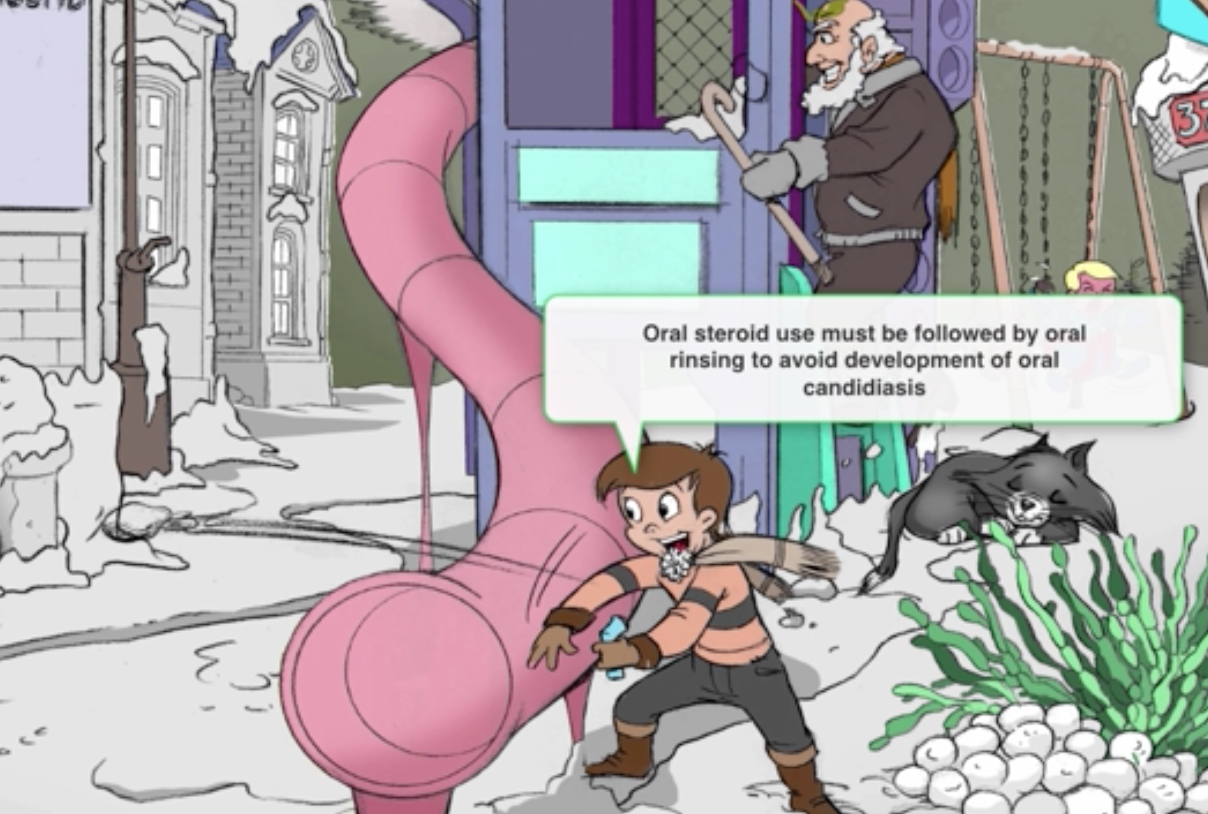 Oral steroid use must be followed by oral
rinsing to avoid development of oral
candidiasis